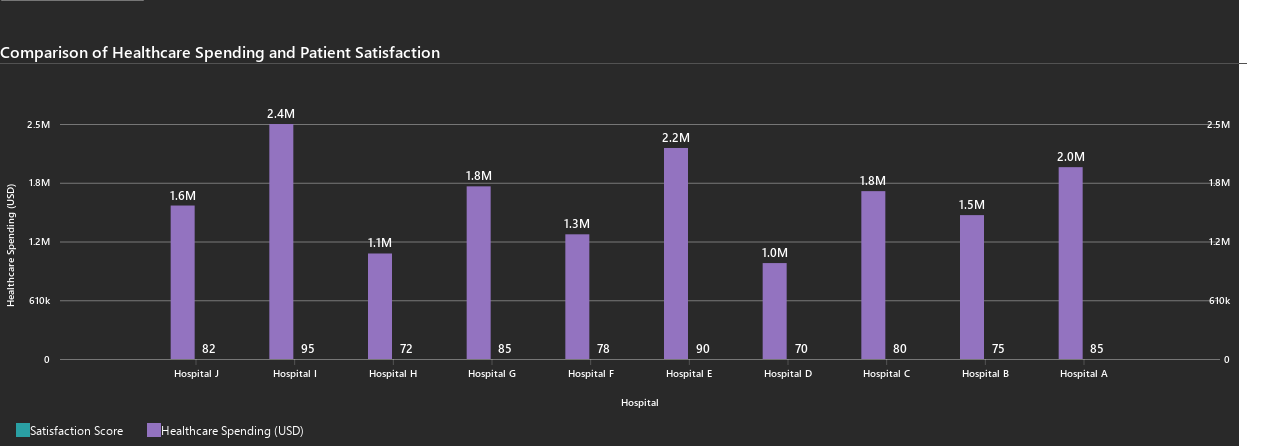 Comparison of Healthcare Spending and Patient Satisfaction
2.4M
2.2M
2.0M
1.8M
1.8M
1.6M
1.5M
1.3M
1.1M
1.0M
2.5M
2.5M
1.8M
1.8M
1.2M
1.2M
610k
610k
0
0
Healthcare Spending (USD)
82 95 72 85 78 90 70 80 75 85
Hospital J Hospital I Hospital H Hospital G Hospital F Hospital E Hospital D Hospital C Hospital B Hospital A
Hospital
Satisfaction Score Healthcare Spending (USD)